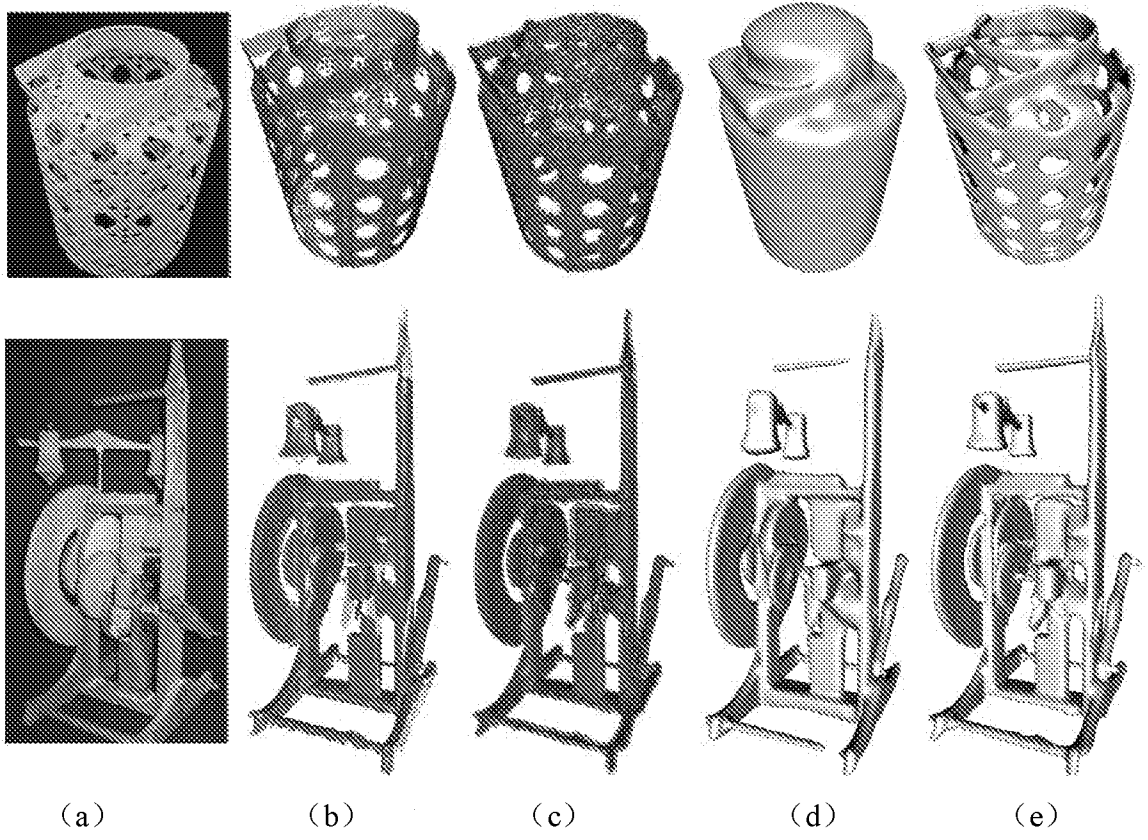 （a） （b） （c） （d） （e）